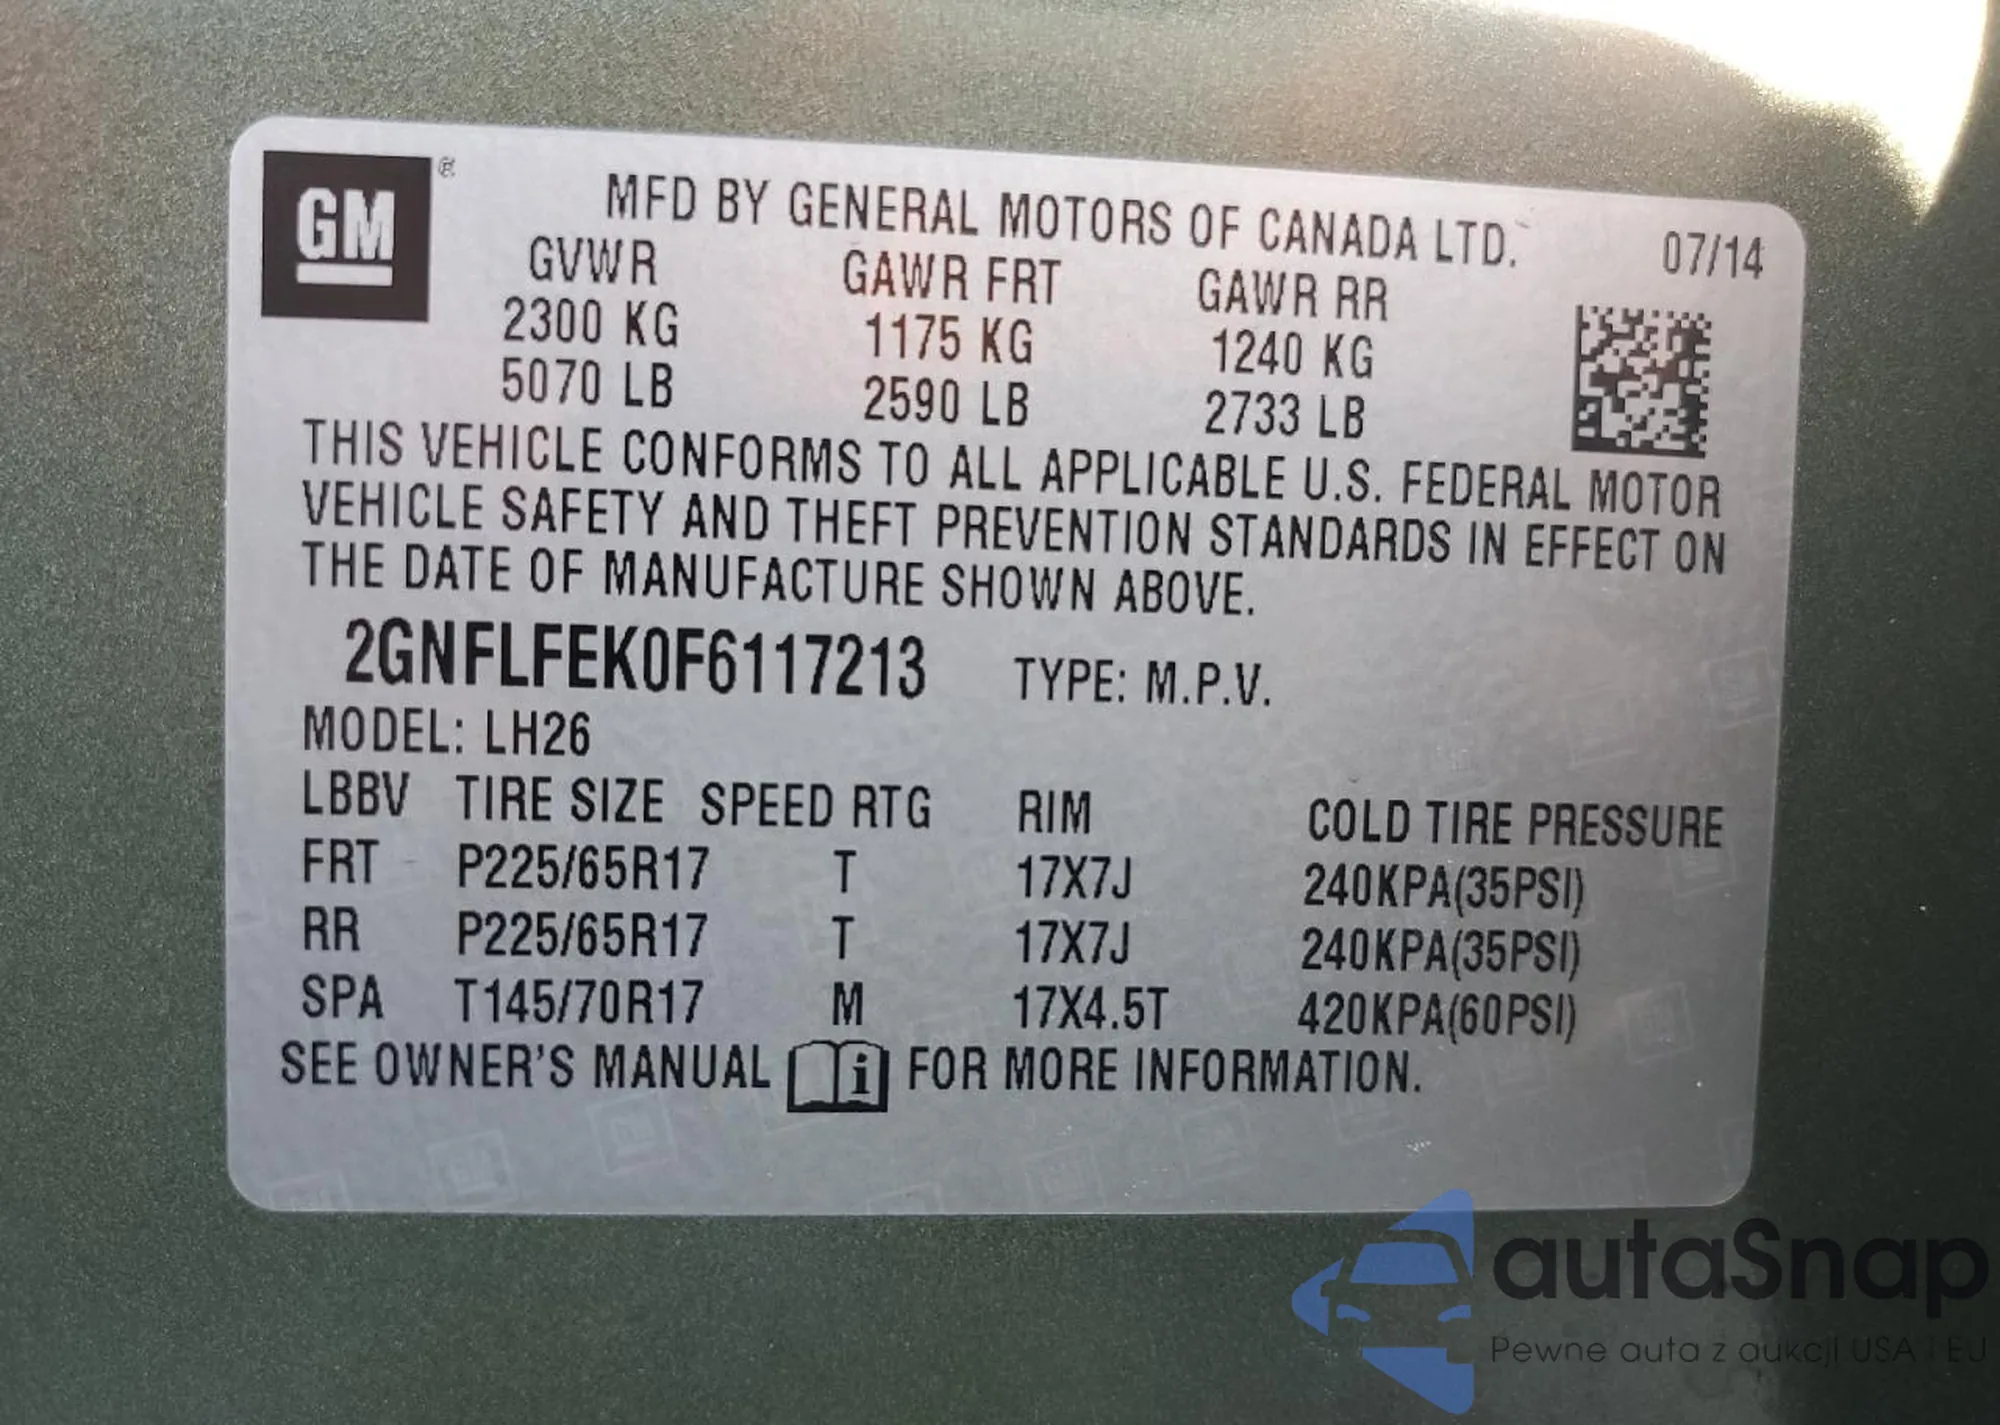 GM ®
MFD BY GENERAL MOTORS OF CANADA LTD. 07/14
GVWR GAWR FRT GAWR RR
2300 KG 1175 KG 1240 KG
5070 LB 2590 LB 2733 LB
THIS VEHICLE CONFORMS TO ALL APPLICABLE U.S. FEDERAL MOTOR
VEHICLE SAFETY AND THEFT PREVENTION STANDARDS IN EFFECT ON
THE DATE OF MANUFACTURE SHOWN ABOVE.
2GNFLFEK0F6117213 TYPE: M.P.V.
MODEL: LH26
LBBV TIRE SIZE SPEED RTG RIM COLD TIRE PRESSURE
FRT P225/65R17 T 17X7J 240KPA(35PSI)
RR P225/65R17 T 17X7J 240KPA(35PSI)
SPA T145/70R17 M 17X4.5T 420KPA(60PSI)
SEE OWNER'S MANUAL i FOR MORE INFORMATION.
autaSnap
Pewne auta z aukcji USA i EU